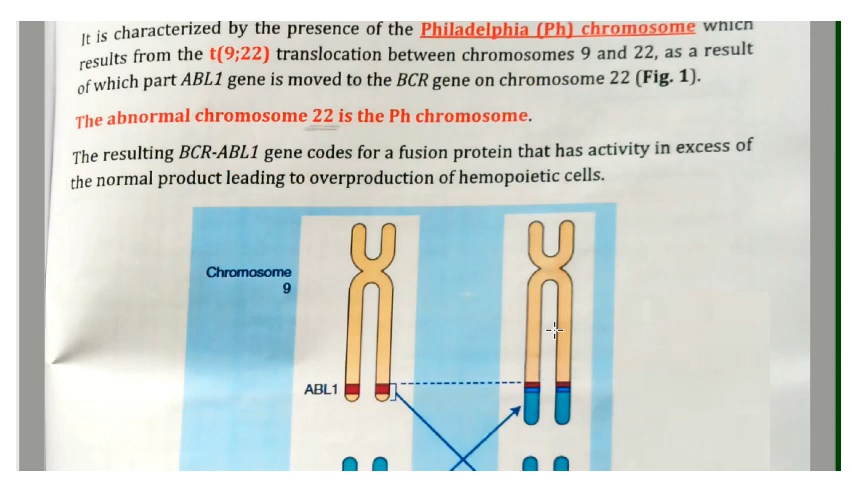 It is characterized by the presence of the Philadelphia (Ph) chromosome which
results from the t(9;22) translocation between chromosomes 9 and 22, as a result
of which part ABL1 gene is moved to the BCR gene on chromosome 22 (Fig. 1).
The abnormal chromosome 22 is the Ph chromosome.
The resulting BCR-ABL1 gene codes for a fusion protein that has activity in excess of
the normal product leading to overproduction of hemopoietic cells.
Chromosome
9
ABL1